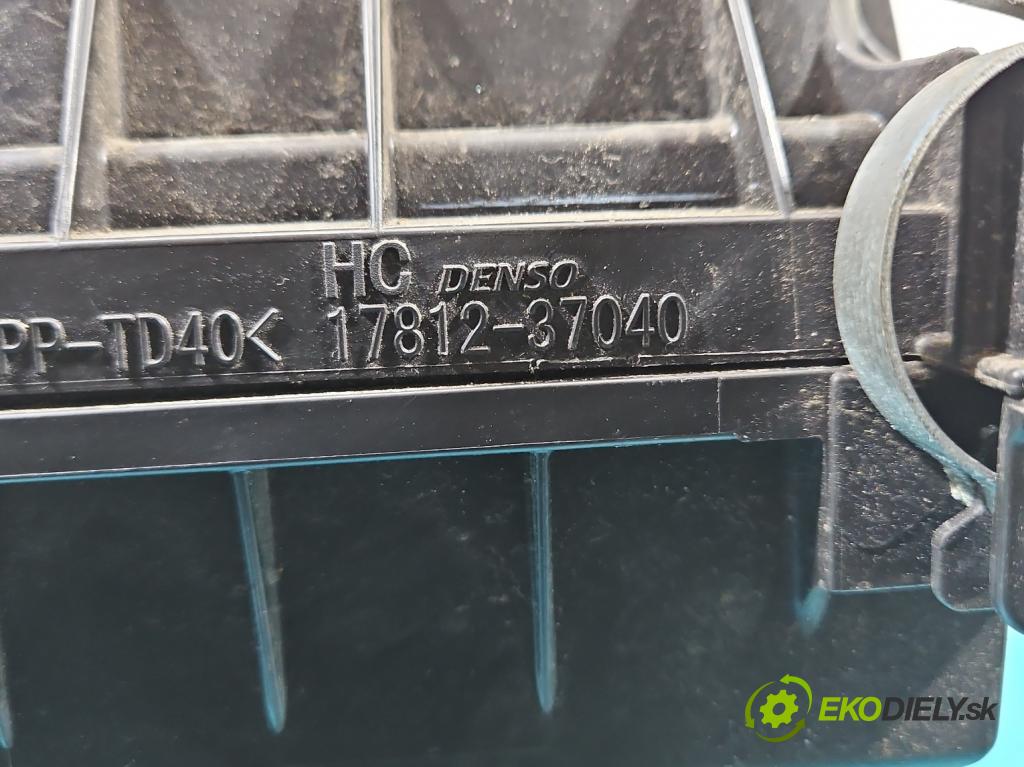 HC DENSO
PP-TD40< 17812-37040
EKODIELY.sk